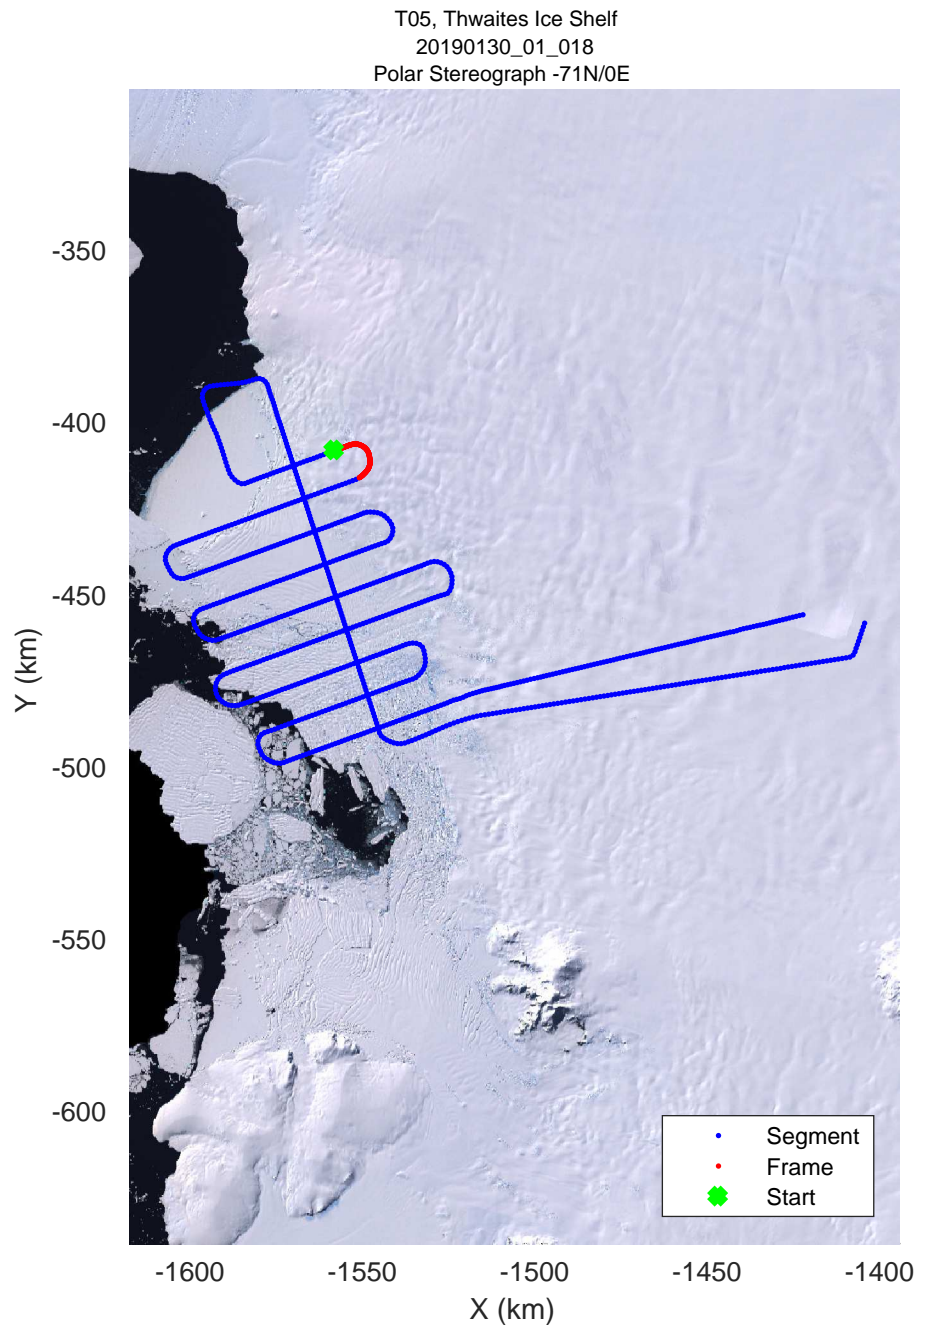 T05, Thwaites Ice Shelf
20190130_01_018
Polar Stereograph -71N/0E
-350
-400
-450
-500
-550
-600
Y (km)
Segment
Frame
Start
-1600
-1550
-1500
-1450
-1400
X (km)